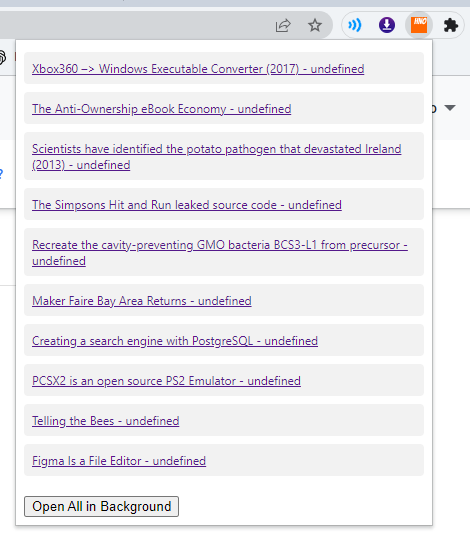 HNO
Xbox360 –> Windows Executable Converter (2017) - undefined
The Anti-Ownership eBook Economy - undefined
Scientists have identified the potato pathogen that devastated Ireland
(2013) - undefined
The Simpsons Hit and Run leaked source code - undefined
?
Recreate the cavity-preventing GMO bacteria BCS3-L1 from precursor -
undefined
Maker Faire Bay Area Returns - undefined
Creating a search engine with PostgreSQL - undefined
PCSX2 is an open source PS2 Emulator - undefined
Telling the Bees - undefined
Figma Is a File Editor - undefined
Open All in Background